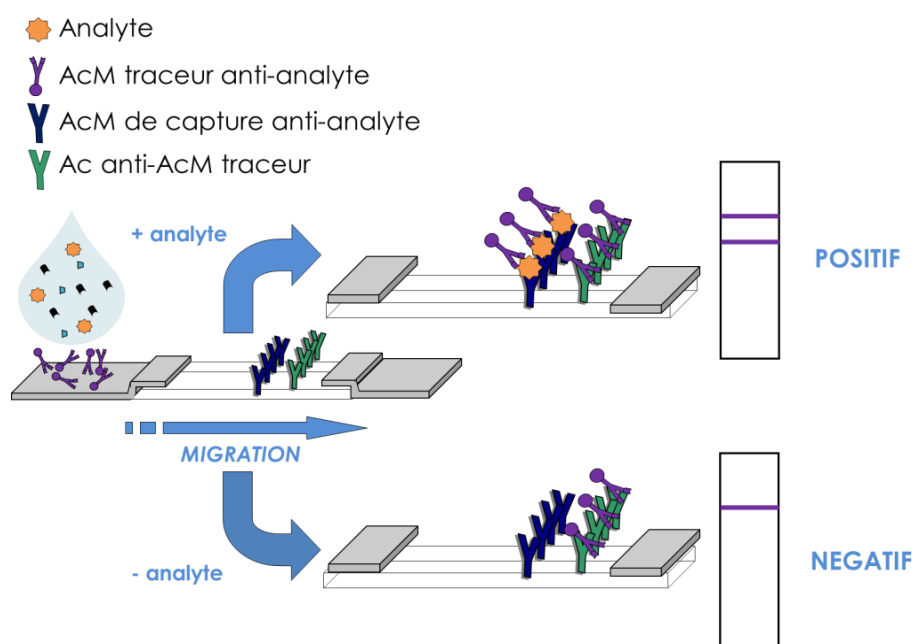 Analyte
AcM traceur anti-analyte
AcM de capture anti-analyte
Ac anti-AcM traceur
+ analyte
POSITIF
MIGRATION
- analyte
NEGATIF